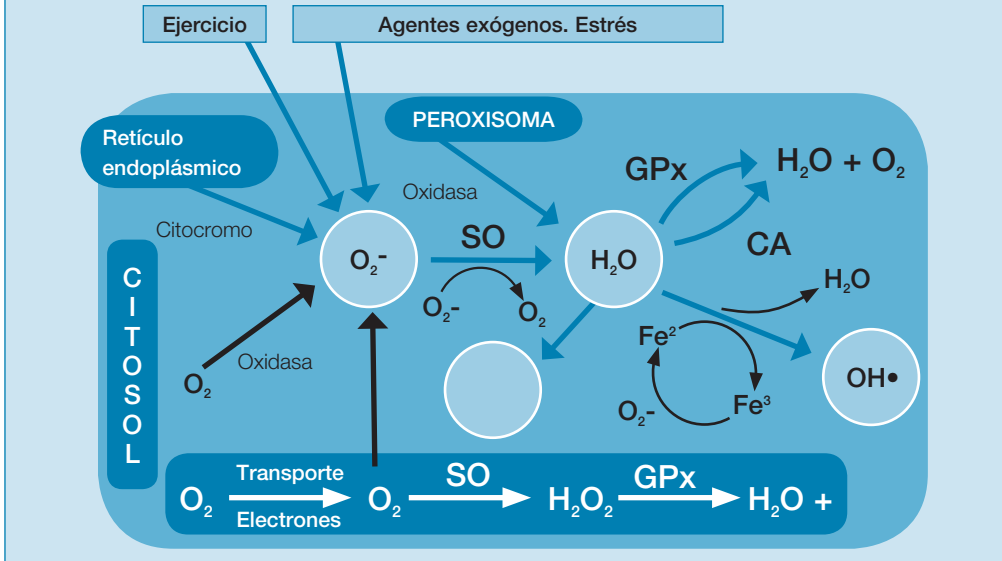 Ejercicio
Agentes exógenos. Estrés
PEROXISOMA
Retículo
endoplásmico
GPx
H₂O + O₂
Oxidasa
Citocromo
SO
CA
O₂-
H₂O
H₂O
O₂-
O₂
CITOSOL
Fe²
Oxidasa
O₂
OH•
Fe³
O₂-
Transporte
Electrones
O₂
O₂
SO
H₂O₂
GPx
H₂O +